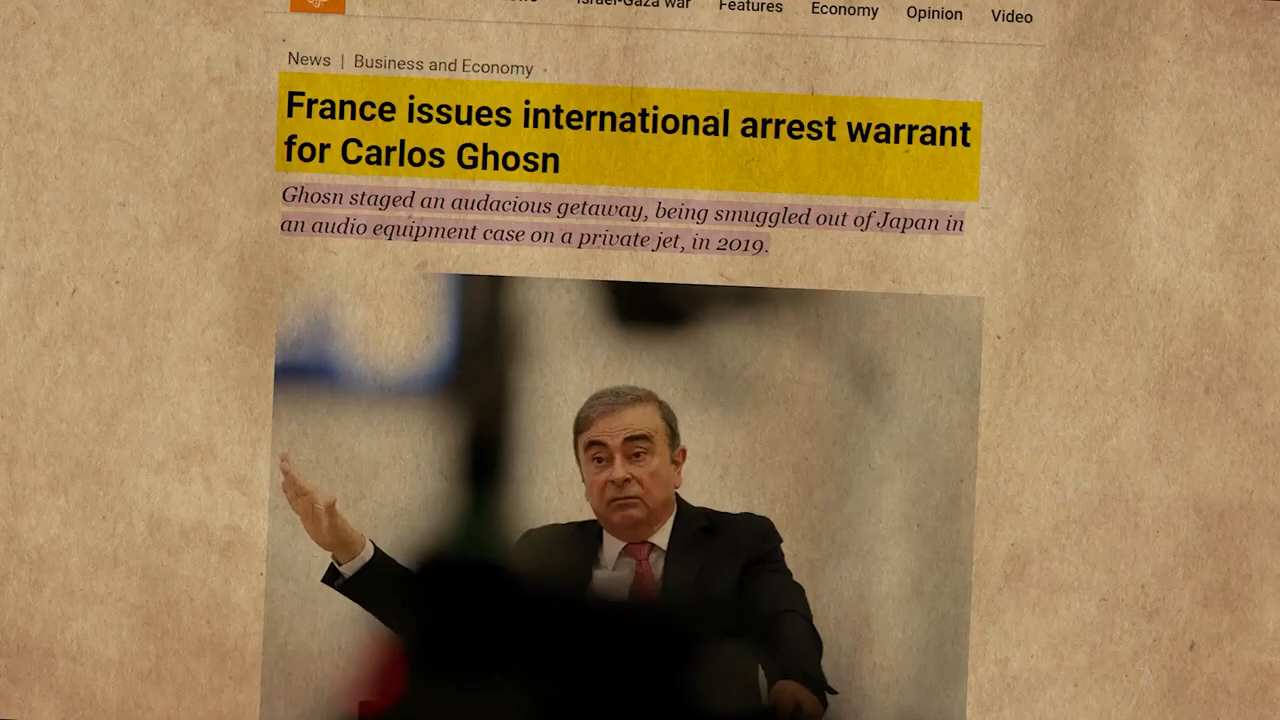 Israel-Gaza war Features Economy Opinion Video
News | Business and Economy
France issues international arrest warrant
for Carlos Ghosn
Ghosn staged an audacious getaway, being smuggled out of Japan in
an audio equipment case on a private jet, in 2019.